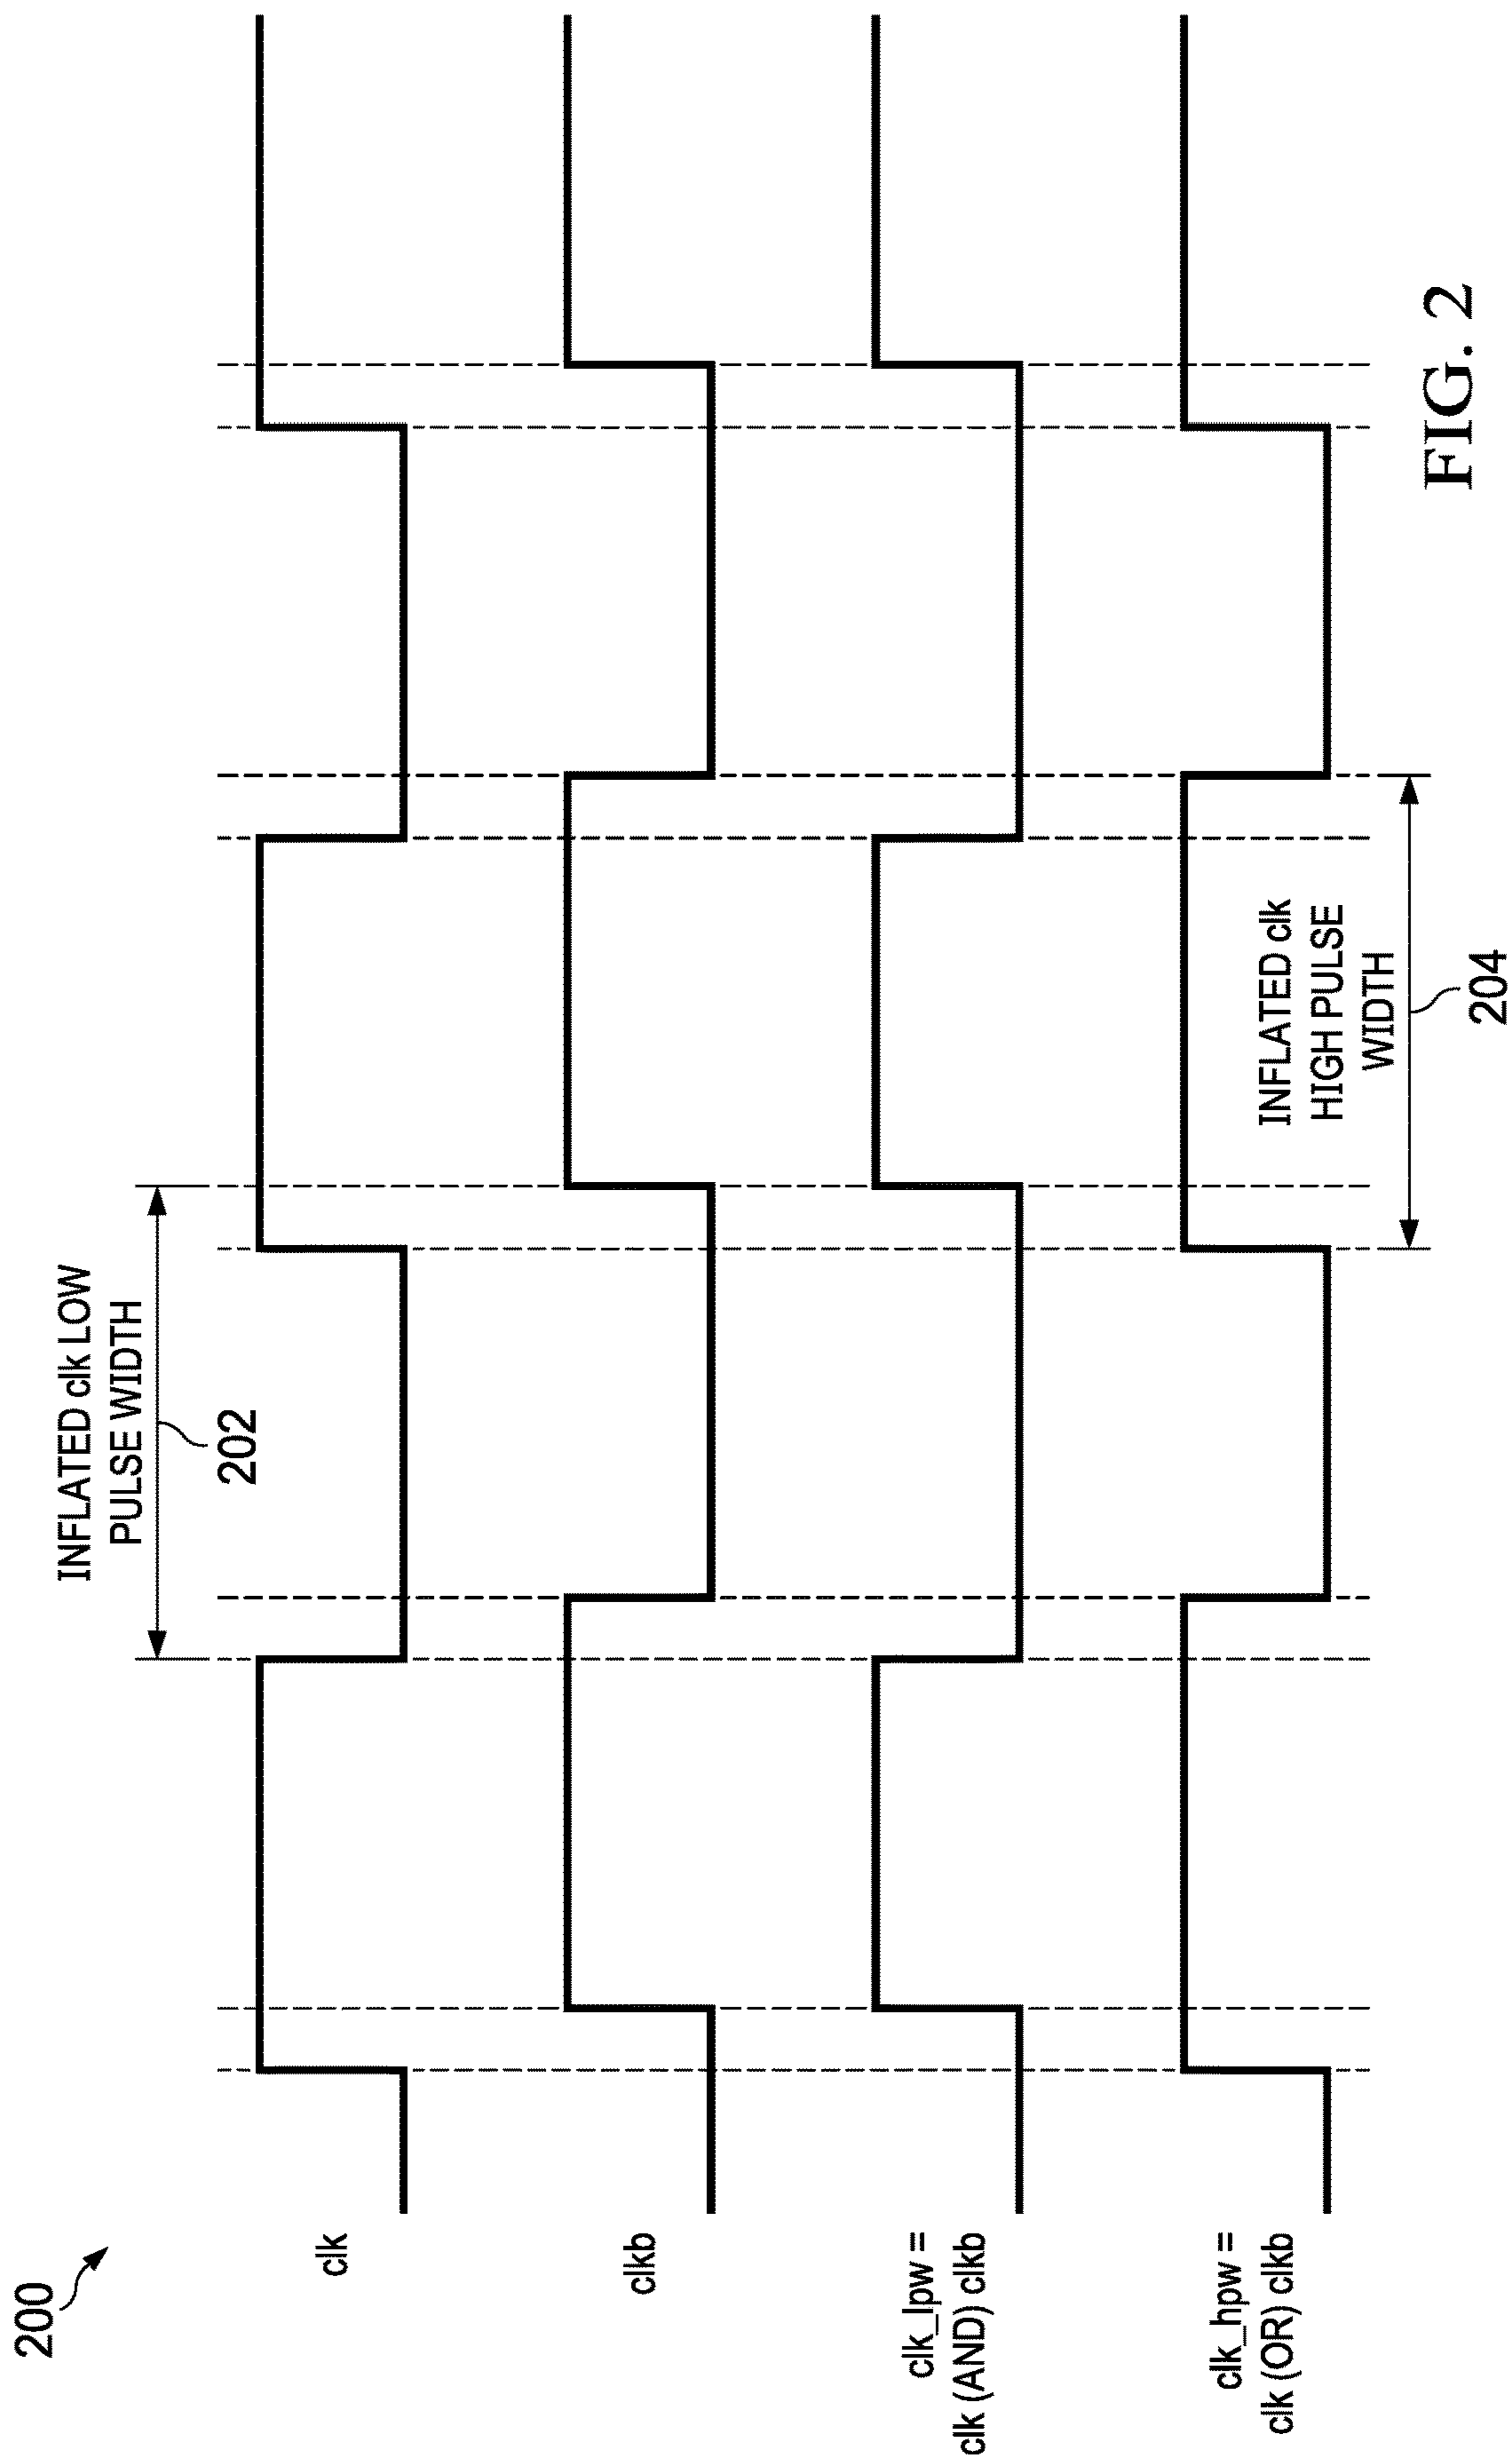 200
INFLATED clk LOW
PULSE WIDTH
202
clk
clkb
clk_lpw =
clk (AND) clkb
clk_hpw =
clk (OR) clkb
INFLATED clk
HIGH PULSE
WIDTH
204
FIG. 2